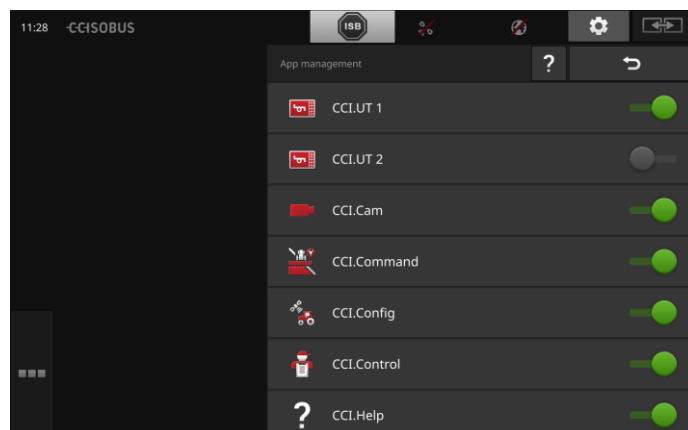 11:28 CCISOBUS ISB
App management ?
CCI.UT 1
CCI.UT 2
CCI.Cam
CCI.Command
CCI.Config
CCI.Control
? CCI.Help